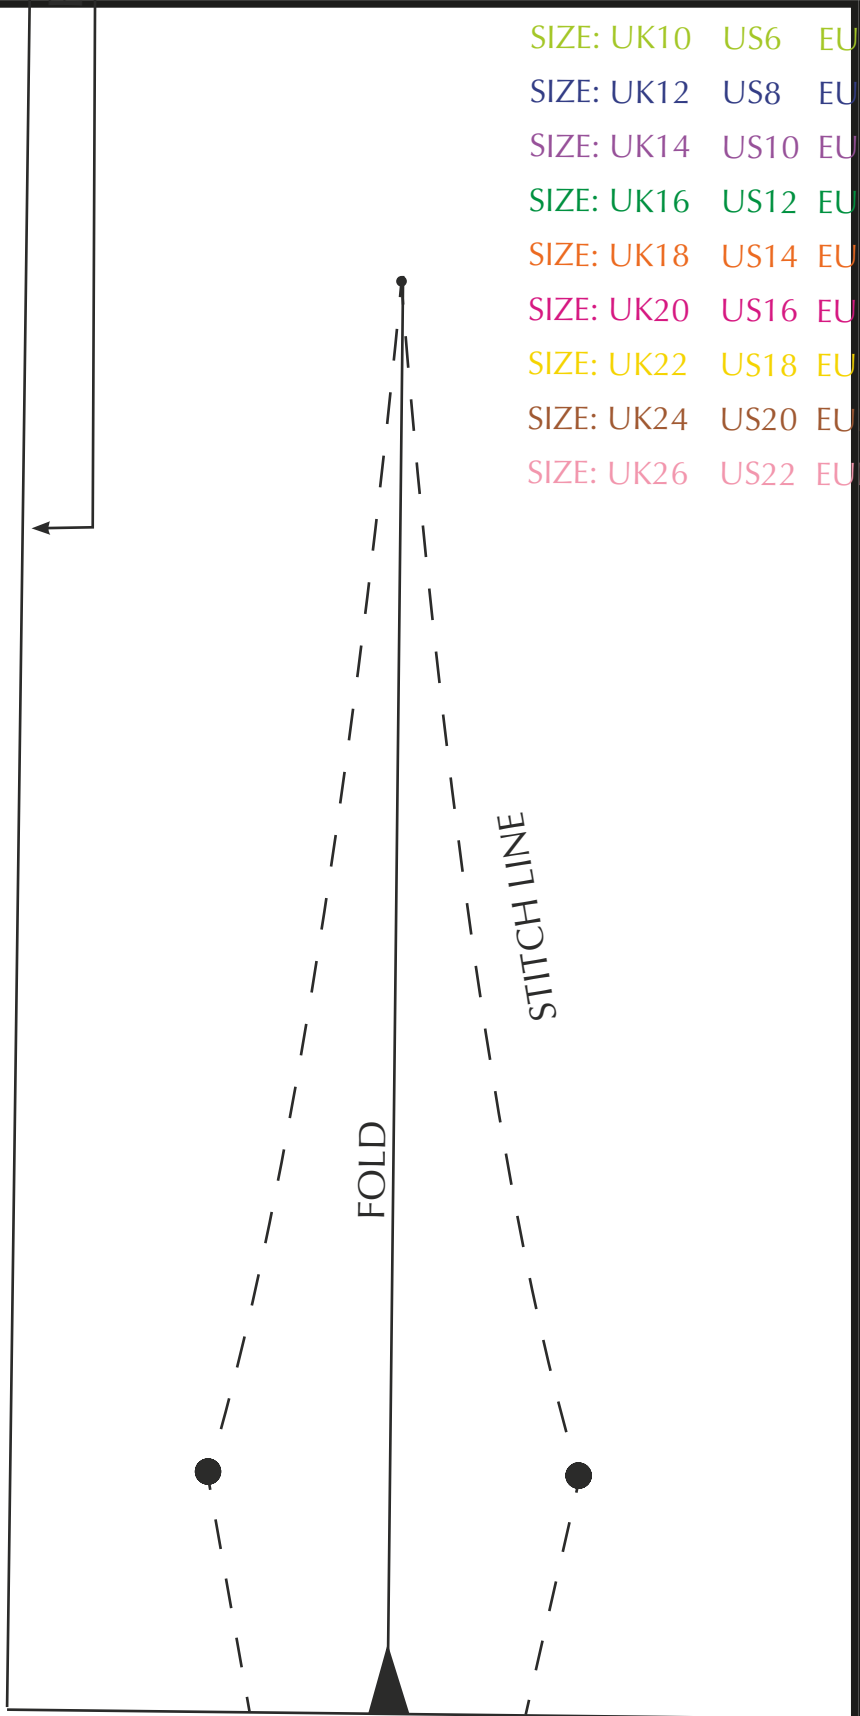 SIZE: UK10 US6 EU
SIZE: UK12 US8 EU
SIZE: UK14 US10 EU
SIZE: UK16 US12 EU
SIZE: UK18 US14 EU
SIZE: UK20 US16 EU
SIZE: UK22 US18 EU
SIZE: UK24 US20 EU
SIZE: UK26 US22 EU
STITCH LINE
FOLD